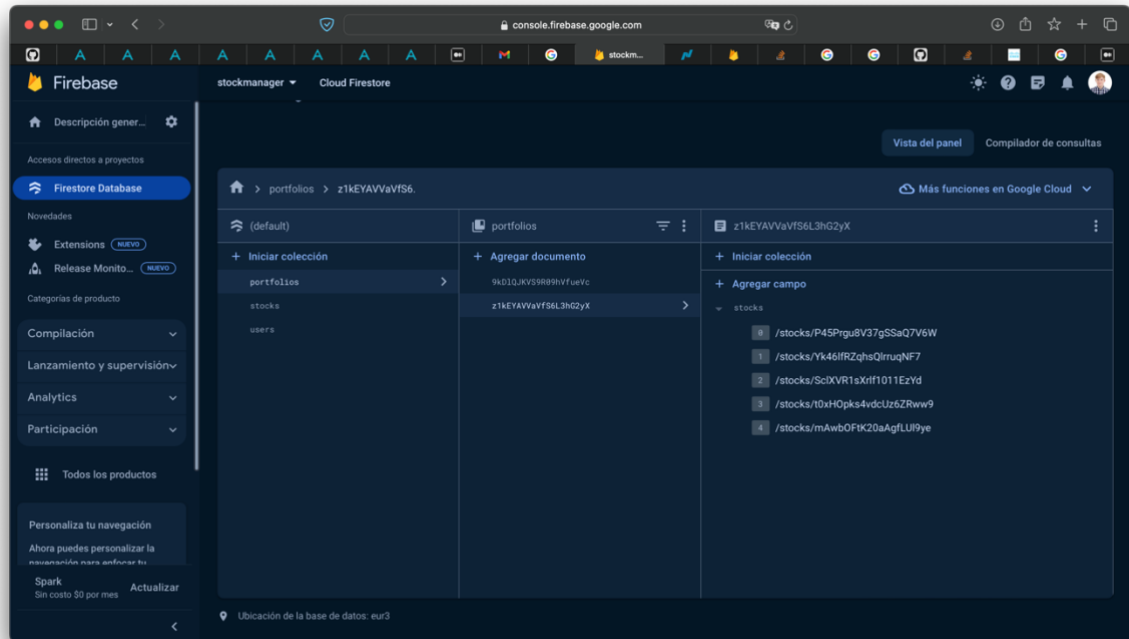 console.firebase.google.com
stockm...
Firebase
stockmanager
Cloud Firestore
Descripción gener...
Accesos directos a proyectos
Firestore Database
Novedades
Extensions NUEVO
Release Monito... NUEVO
Categorías de producto
Compilación
Lanzamiento y supervisión
Analytics
Participación
Todos los productos
Personaliza tu navegación
Ahora puedes personalizar la
navegación para enfocar tu
Spark
Sin costo $0 por mes
Actualizar
Vista del panel
Compilador de consultas
portfolios
z1kEYAVVaVfS6.
Más funciones en Google Cloud
(default)
+ Iniciar colección
portfolios
stocks
users
portfolios
+ Agregar documento
9kDlQJKVS9R09hVfueVc
z1kEYAVVaVfS6L3hG2yX
z1kEYAVVaVfS6L3hG2yX
+ Iniciar colección
+ Agregar campo
stocks
0 /stocks/P45Prgu8V37gSSaQ7V6W
1 /stocks/Yk46lfRZqhsQlrruqNF7
2 /stocks/SclXVR1sXrlf1011EzYd
3 /stocks/t0xHOpks4vdcUz6ZRww9
4 /stocks/mAwbOFtK20aAgfLUl9ye
Ubicación de la base de datos: eur3